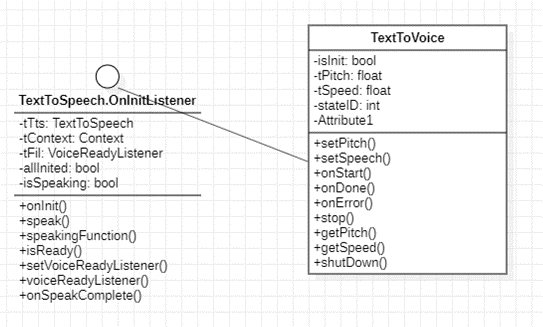 TextToSpeech.OnInitListener
-tTts: TextToSpeech
-tContext: Context
-tFil: VoiceReadyListener
-allInited: bool
-isSpeaking: bool
+onInit()
+speak()
+speakingFunction()
+isReady()
+setVoiceReadyListener()
+voiceReadyListener()
+onSpeakComplete()
TextToVoice
-isInit: bool
-tPitch: float
-tSpeed: float
-stateID: int
-Attribute1
+setPitch()
+setSpeech()
+onStart()
+onDone()
+onError()
+stop()
+getPitch()
+getSpeed()
+shutDown()